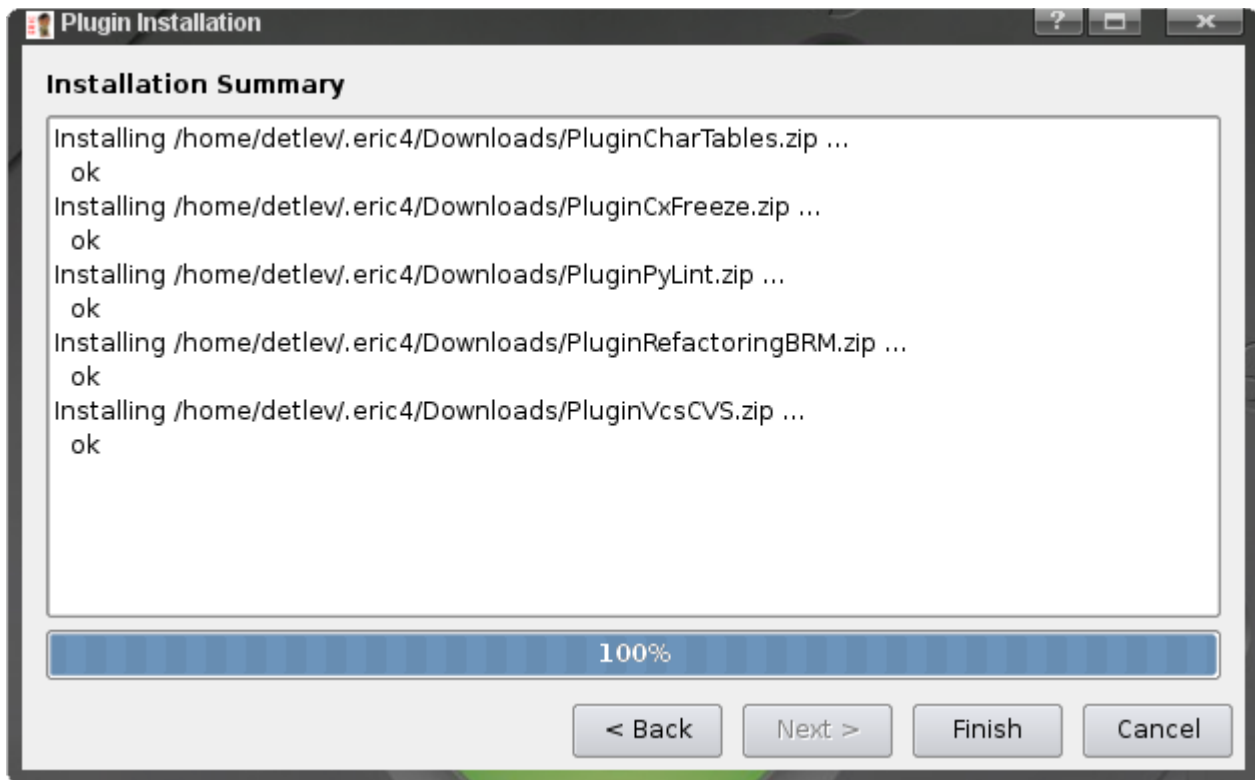 Plugin Installation
Installation Summary
Installing /home/detlev/.eric4/Downloads/PluginCharTables.zip ...
ok
Installing /home/detlev/.eric4/Downloads/PluginCxFreeze.zip ...
ok
Installing /home/detlev/.eric4/Downloads/PluginPyLint.zip ...
ok
Installing /home/detlev/.eric4/Downloads/PluginRefactoringBRM.zip ...
ok
Installing /home/detlev/.eric4/Downloads/PluginVcsCVS.zip ...
ok
100%
< Back Next > Finish Cancel